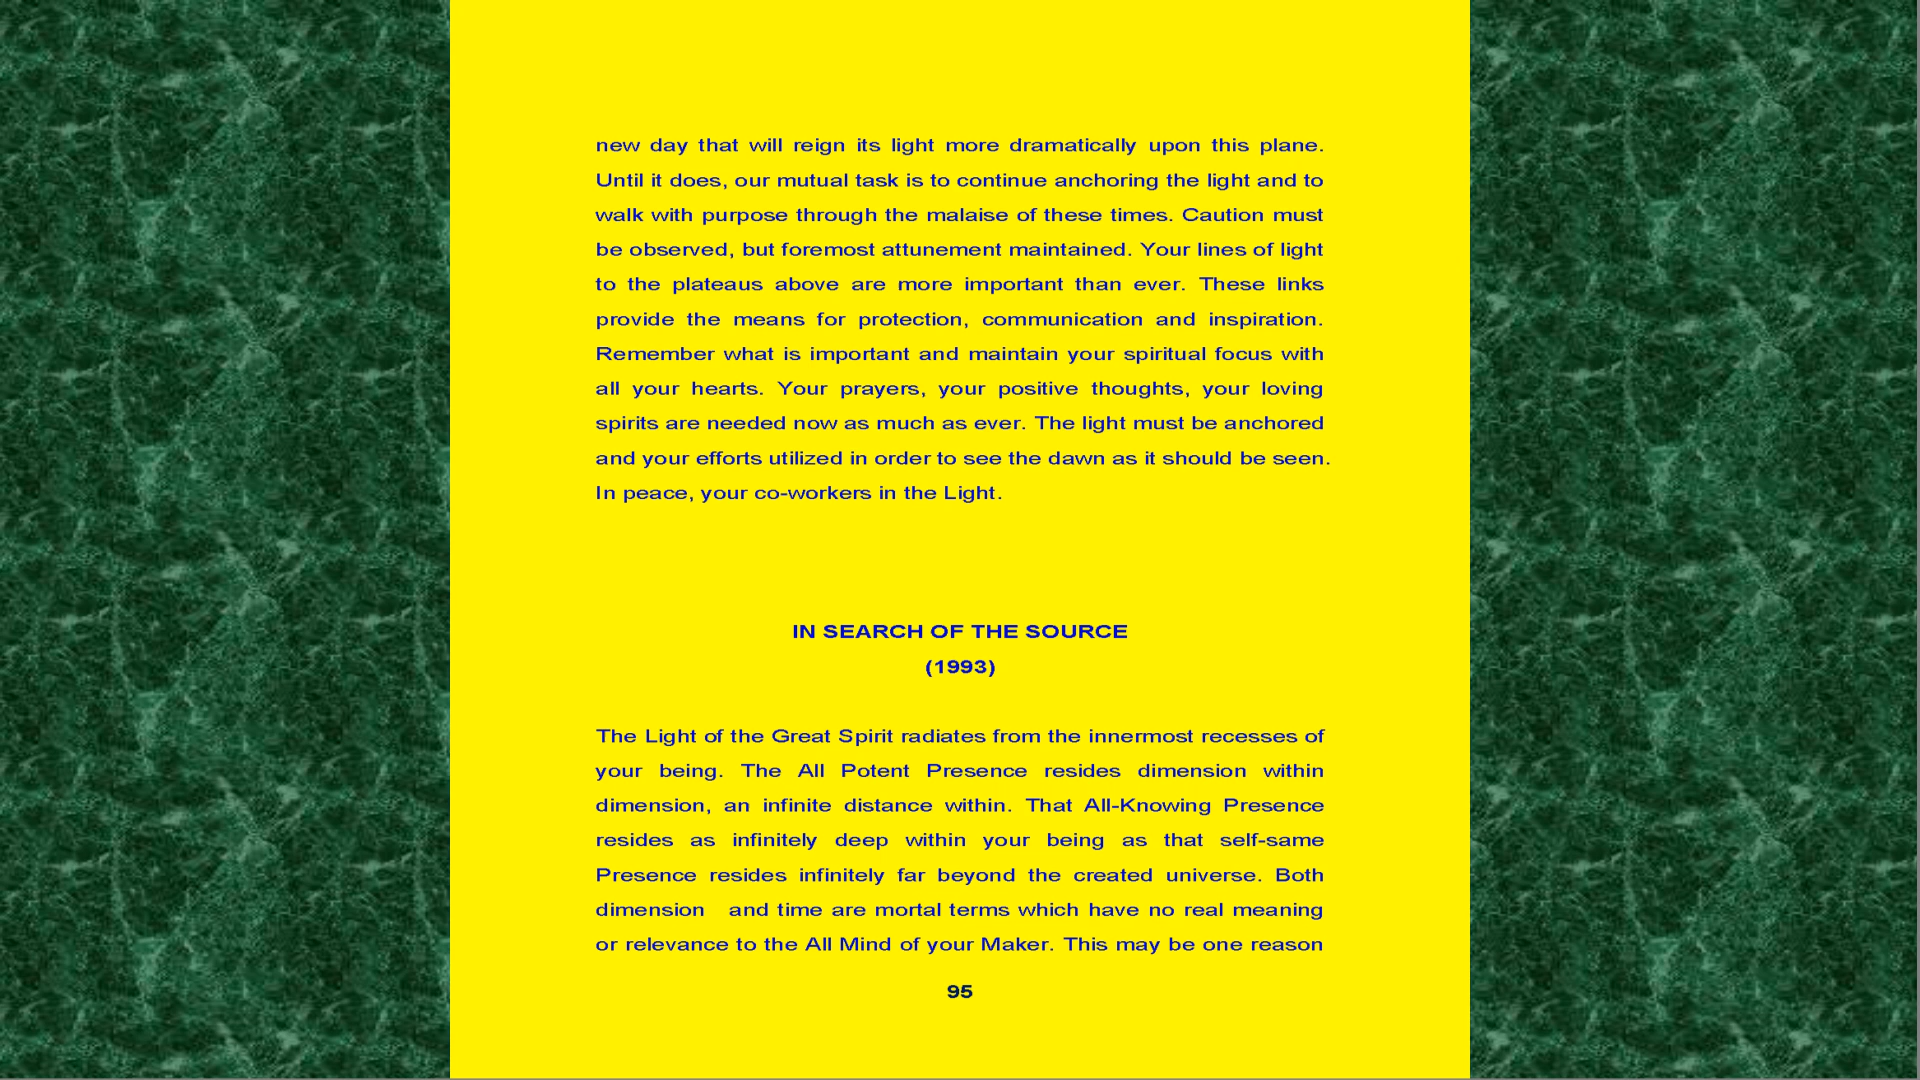 new day that will reign its light more dramatically upon this plane.
Until it does, our mutual task is to continue anchoring the light and to
walk with purpose through the malaise of these times. Caution must
be observed, but foremost attunement maintained. Your lines of light
to the plateaus above are more important than ever. These links
provide the means for protection, communication and inspiration.
Remember what is important and maintain your spiritual focus with
all your hearts. Your prayers, your positive thoughts, your loving
spirits are needed now as much as ever. The light must be anchored
and your efforts utilized in order to see the dawn as it should be seen.
In peace, your co-workers in the Light.
IN SEARCH OF THE SOURCE
(1993)
The Light of the Great Spirit radiates from the innermost recesses of
your being. The All Potent Presence resides dimension within
dimension, an infinite distance within. That All-Knowing Presence
resides as infinitely deep within your being as that self-same
Presence resides infinitely far beyond the created universe. Both
dimension and time are mortal terms which have no real meaning
or relevance to the All Mind of your Maker. This may be one reason
95